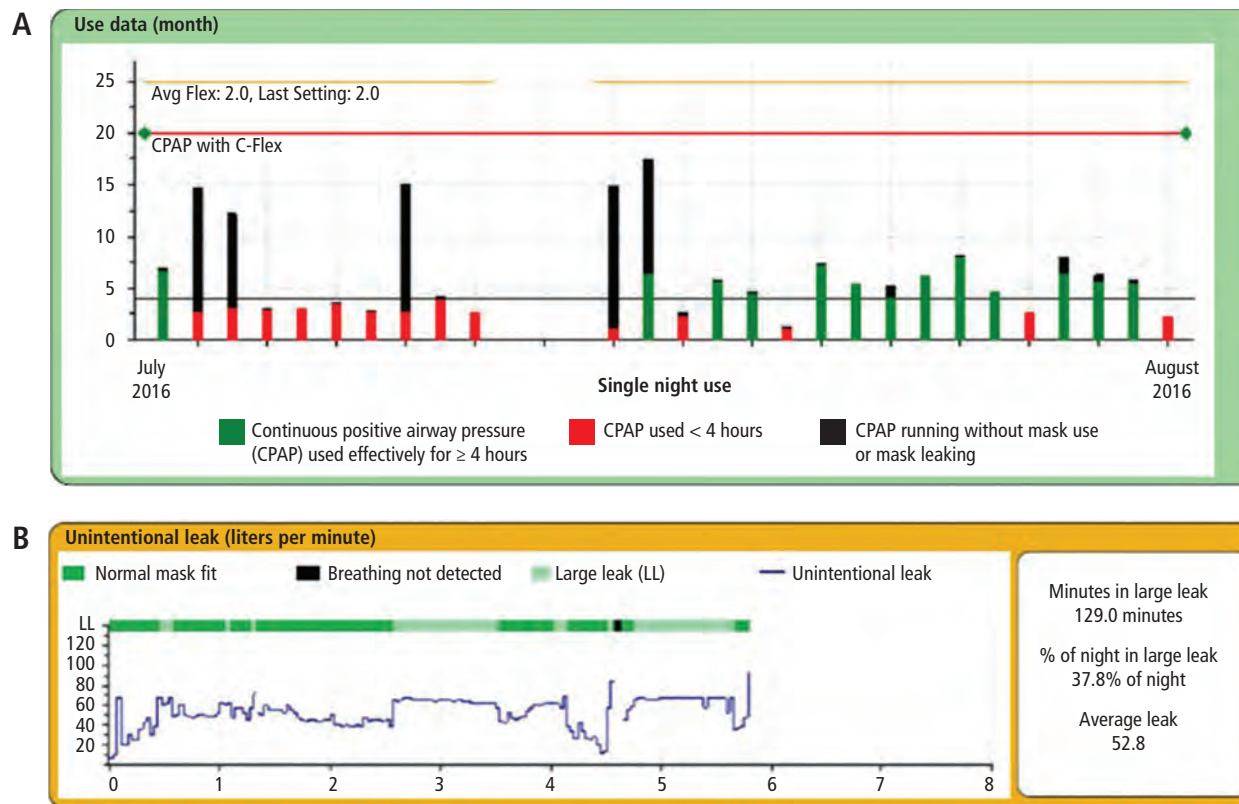 A
Use data (month)
25
Avg Flex: 2.0, Last Setting: 2.0
20
CPAP with C-Flex
15
10
5
0
July
2016
Single night use
August
2016
Continuous positive airway pressure
(CPAP) used effectively for ≥ 4 hours
CPAP used < 4 hours
CPAP running without mask use
or mask leaking
B
Unintentional leak (liters per minute)
Normal mask fit
Breathing not detected
Large leak (LL)
Unintentional leak
LL
120
100
80
60
40
20
0 1 2 3 4 5 6 7 8
Minutes in large leak
129.0 minutes
% of night in large leak
37.8% of night
Average leak
52.8